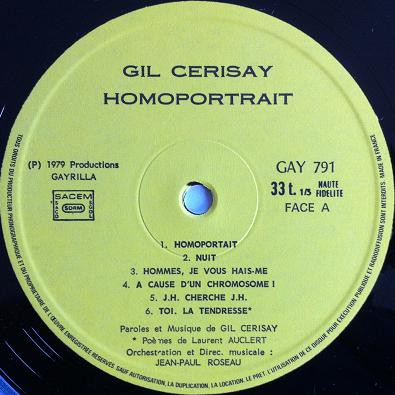 GIL CERISAY
HOMOPORTRAIT
(P) 1979 Productions
GAYRILLA
SACEM
SACD
SDRM
SGDL
GAY 791
33 t. 1/3 HAUTE FIDELITE
FACE A
1. HOMOPORTAIT
2. NUIT
3. HOMMES, JE VOUS HAIS-ME
4. A CAUSE D'UN CHROMOSOME!
5. J.H. CHERCHE J.H.
6. TOI. LA TENDRESSE*
Paroles et Musique de GIL CERISAY
* Poèmes de Laurent AUCLERT
Orchestration et Direc. musicale :
JEAN-PAUL ROSEAU
TOUS DROITS DU PRODUCTEUR PHONOGRAPHIQUE ET DU PROPRIETAIRE DE L'ŒUVRE ENREGISTREE RESERVES SAUF AUTORISATION, LA DUPLICATION, LA LOCATION, LE PRET, L'UTILISATION DE CE DISQUE POUR EXECUTION PUBLIQUE ET RADIODIFFUSION SONT INTERDITS. MADE IN FRANCE